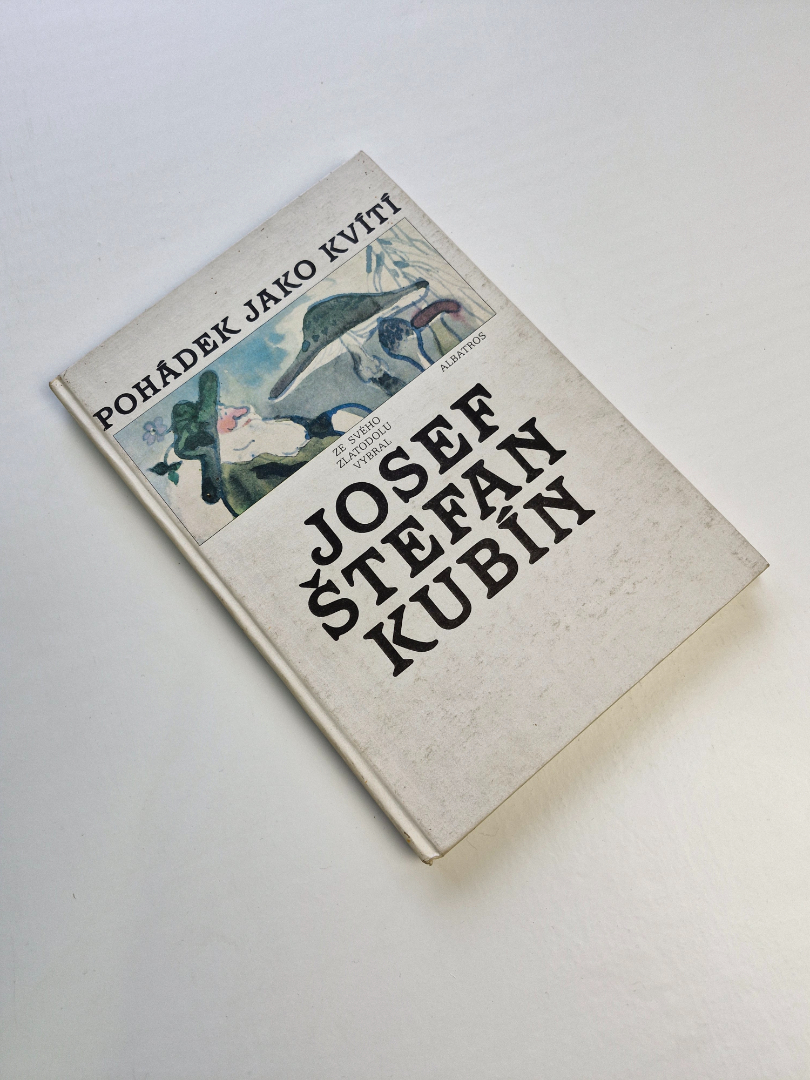 POHÁDEK JAKO KVÍTÍ
ZE SVÉHO
ZLATODOLU
VYBRAL
ALBATROS
JOSEF
ŠTEFAN
KUBÍN